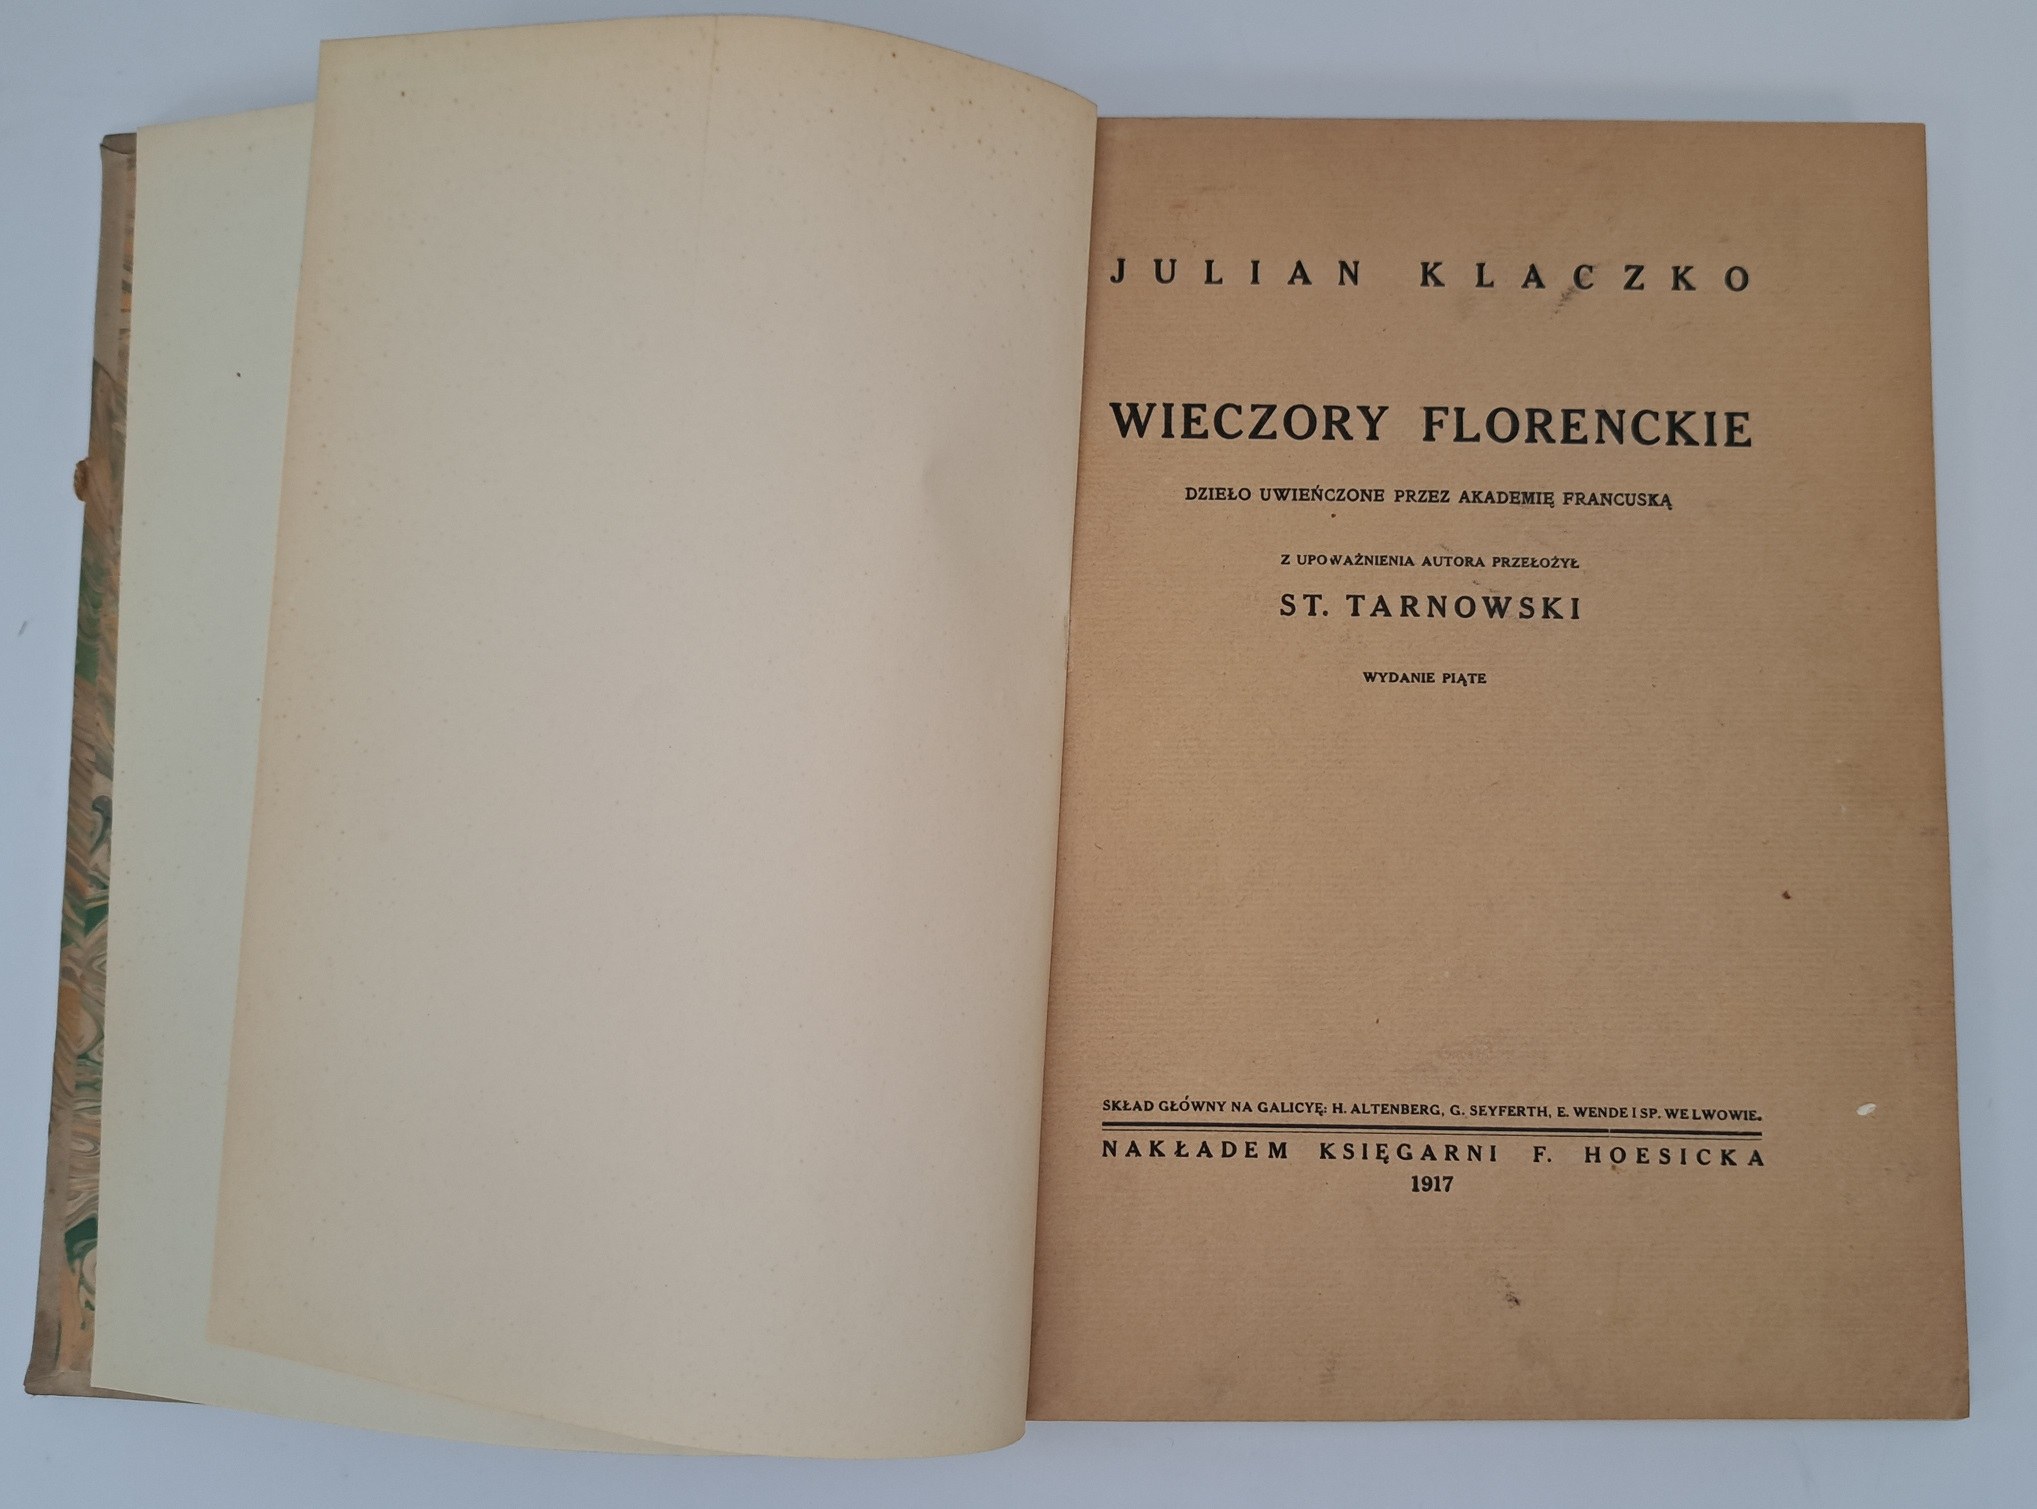 JULIAN KLACZKO
WIECZORY FLORENCKIE
DZIEŁO UWIEŃCZONE PRZEZ AKADEMIĘ FRANCUSKĄ
Z UPOWAŻNIENIA AUTORA PRZEŁOŻYŁ
ST. TARNOWSKI
WYDANIE PIĄTE
SKŁAD GŁÓWNY NA GALICYĘ: H. ALTENBERG, G. SEYFERTH, E. WENDE I SP. WE LWOWIE.
NAKŁADEM KSIĘGARNI F. HOESICKA
1917